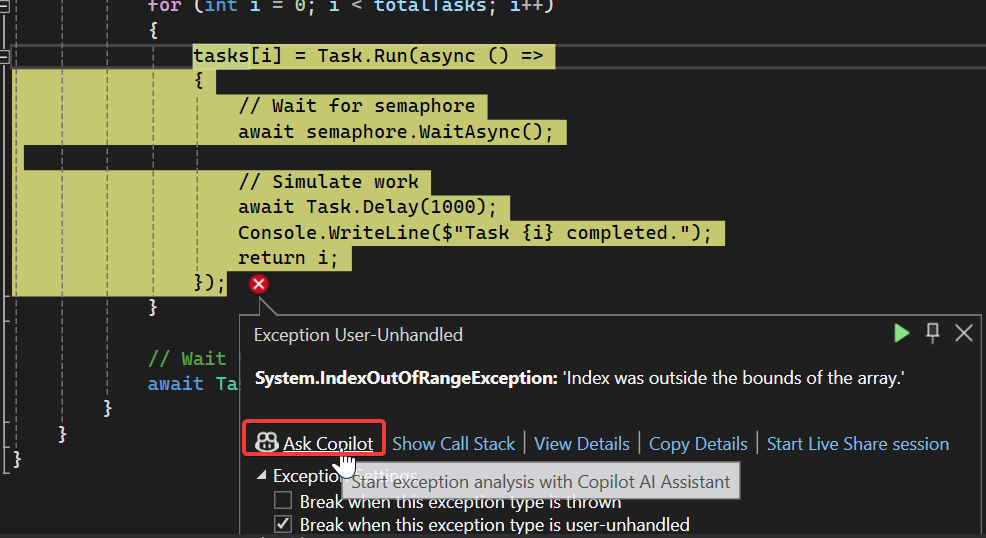 for (int i = 0; i < totalTasks; i++)
{
tasks[i] = Task.Run(async () =>
{
// Wait for semaphore
await semaphore.WaitAsync();
// Simulate work
await Task.Delay(1000);
Console.WriteLine($"Task {i} completed.");
return i;
});
}
// Wait
await Ta
}
}
}
Exception User-Unhandled
System.IndexOutOfRangeException: 'Index was outside the bounds of the array.'
Ask Copilot Show Call Stack View Details Copy Details Start Live Share session
Exception Settings
Start exception analysis with Copilot AI Assistant
Break when this exception type is thrown
Break when this exception type is user-unhandled